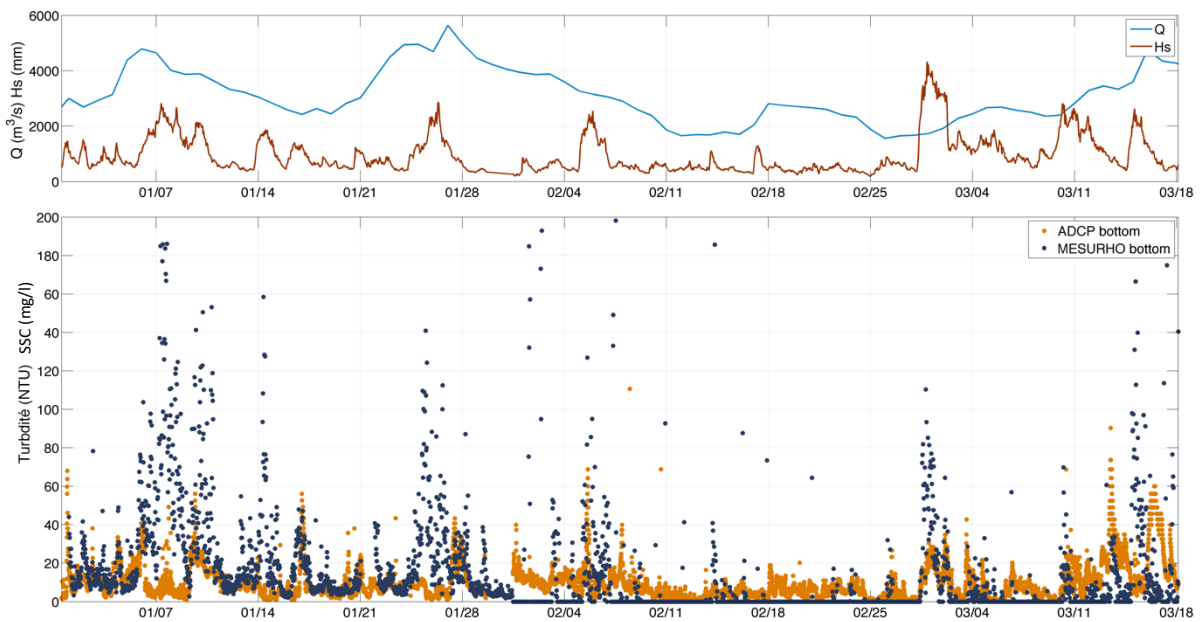 6000
4000
2000
0
Q (m³/s) Hs (mm)
Q
Hs
01/07 01/14 01/21 01/28 02/04 02/11 02/18 02/25 03/04 03/11 03/18
200
180
60
40
120
100
80
60
40
20
0
Turbdité (NTU) SSC (mg/l)
ADCP bottom
MESURHO bottom
01/07 01/14 01/21 01/28 02/04 02/11 02/18 02/25 03/04 03/11 03/18